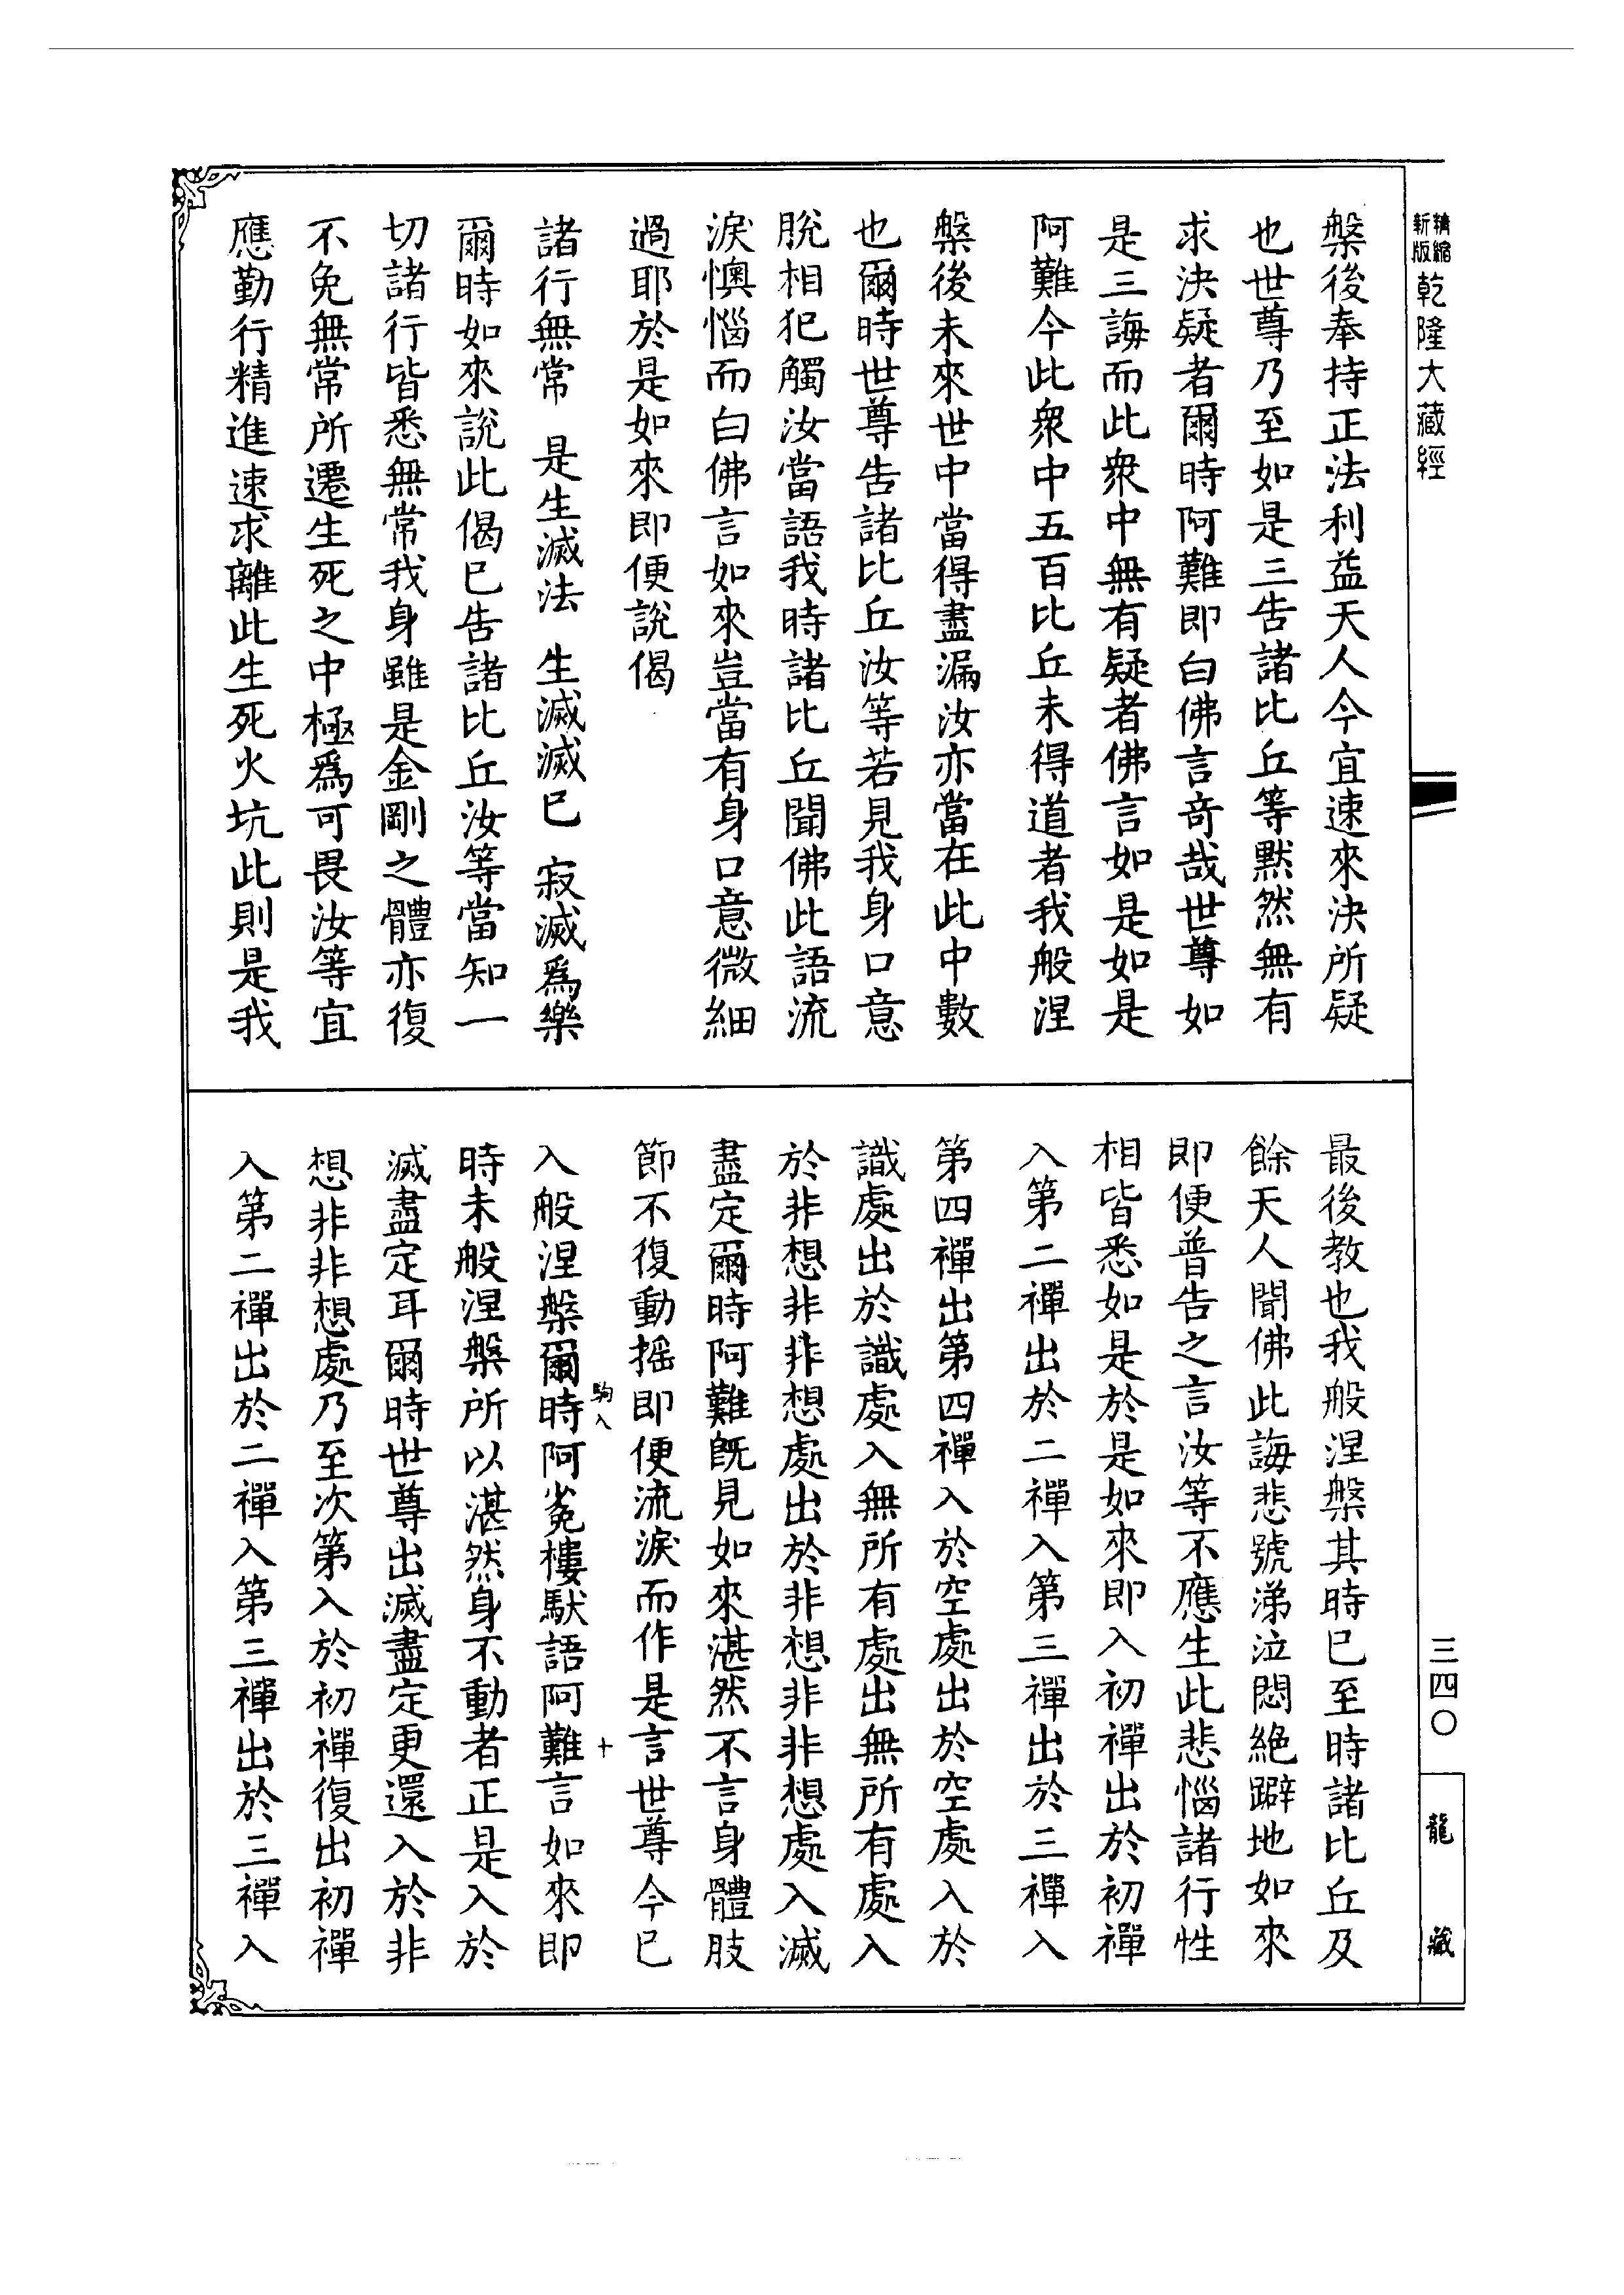 精縮
新版
乾隆大藏經
槃後奉持正法利益天人今宜速來決所疑
也世尊乃至如是三告諸比丘等默然無有
求決疑者爾時阿難即白佛言奇哉世尊如
是三誨而此衆中無有疑者佛言如是如是
阿難今此衆中五百比丘未得道者我般涅
槃後未來世中當得盡漏汝亦當在此中數
也爾時世尊告諸比丘汝等若見我身口意
脫相犯觸汝當語我時諸比丘聞佛此語流
淚懊惱而白佛言如來豈當有身口意微細
過耶於是如來即便說偈
諸行無常　是生滅法　生滅滅已　寂滅爲樂
爾時如來說此偈已告諸比丘汝等當知一
切諸行皆悉無常我身雖是金剛之體亦復
不免無常所遷生死之中極爲可畏汝等宜
應勤行精進速求離此生死火坑此則是我
最後教也我般涅槃其時已至時諸比丘及
餘天人聞佛此誨悲號涕泣悶絶躃地如來
即便普告之言汝等不應生此悲惱諸行性
相皆悉如是於是如來即入初禪出於初禪
入第二禪出於二禪入第三禪出於三禪入
第四禪出第四禪入於空處出於空處入於
識處出於識處入無所有處出無所有處入
於非想非非想處出於非想非非想處入滅
盡定爾時阿難既見如來湛然不言身體肢
節不復動摇即便流淚而作是言世尊今已
入般涅槃爾時阿㝹樓馱語阿難言如來即
時未般涅槃所以湛然身不動者正是入於
滅盡定耳爾時世尊出滅盡定更還入於非
想非非想處乃至次第入於初禪復出初禪
入第二禪出於二禪入第三禪出於三禪入
駒入
十
三四〇
龍藏